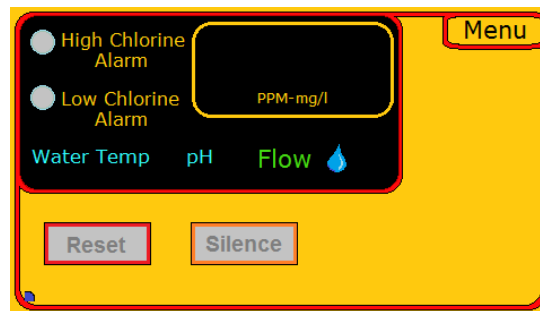 Menu
High Chlorine
Alarm
Low Chlorine
Alarm
PPM-mg/l
Water Temp pH Flow
Reset Silence